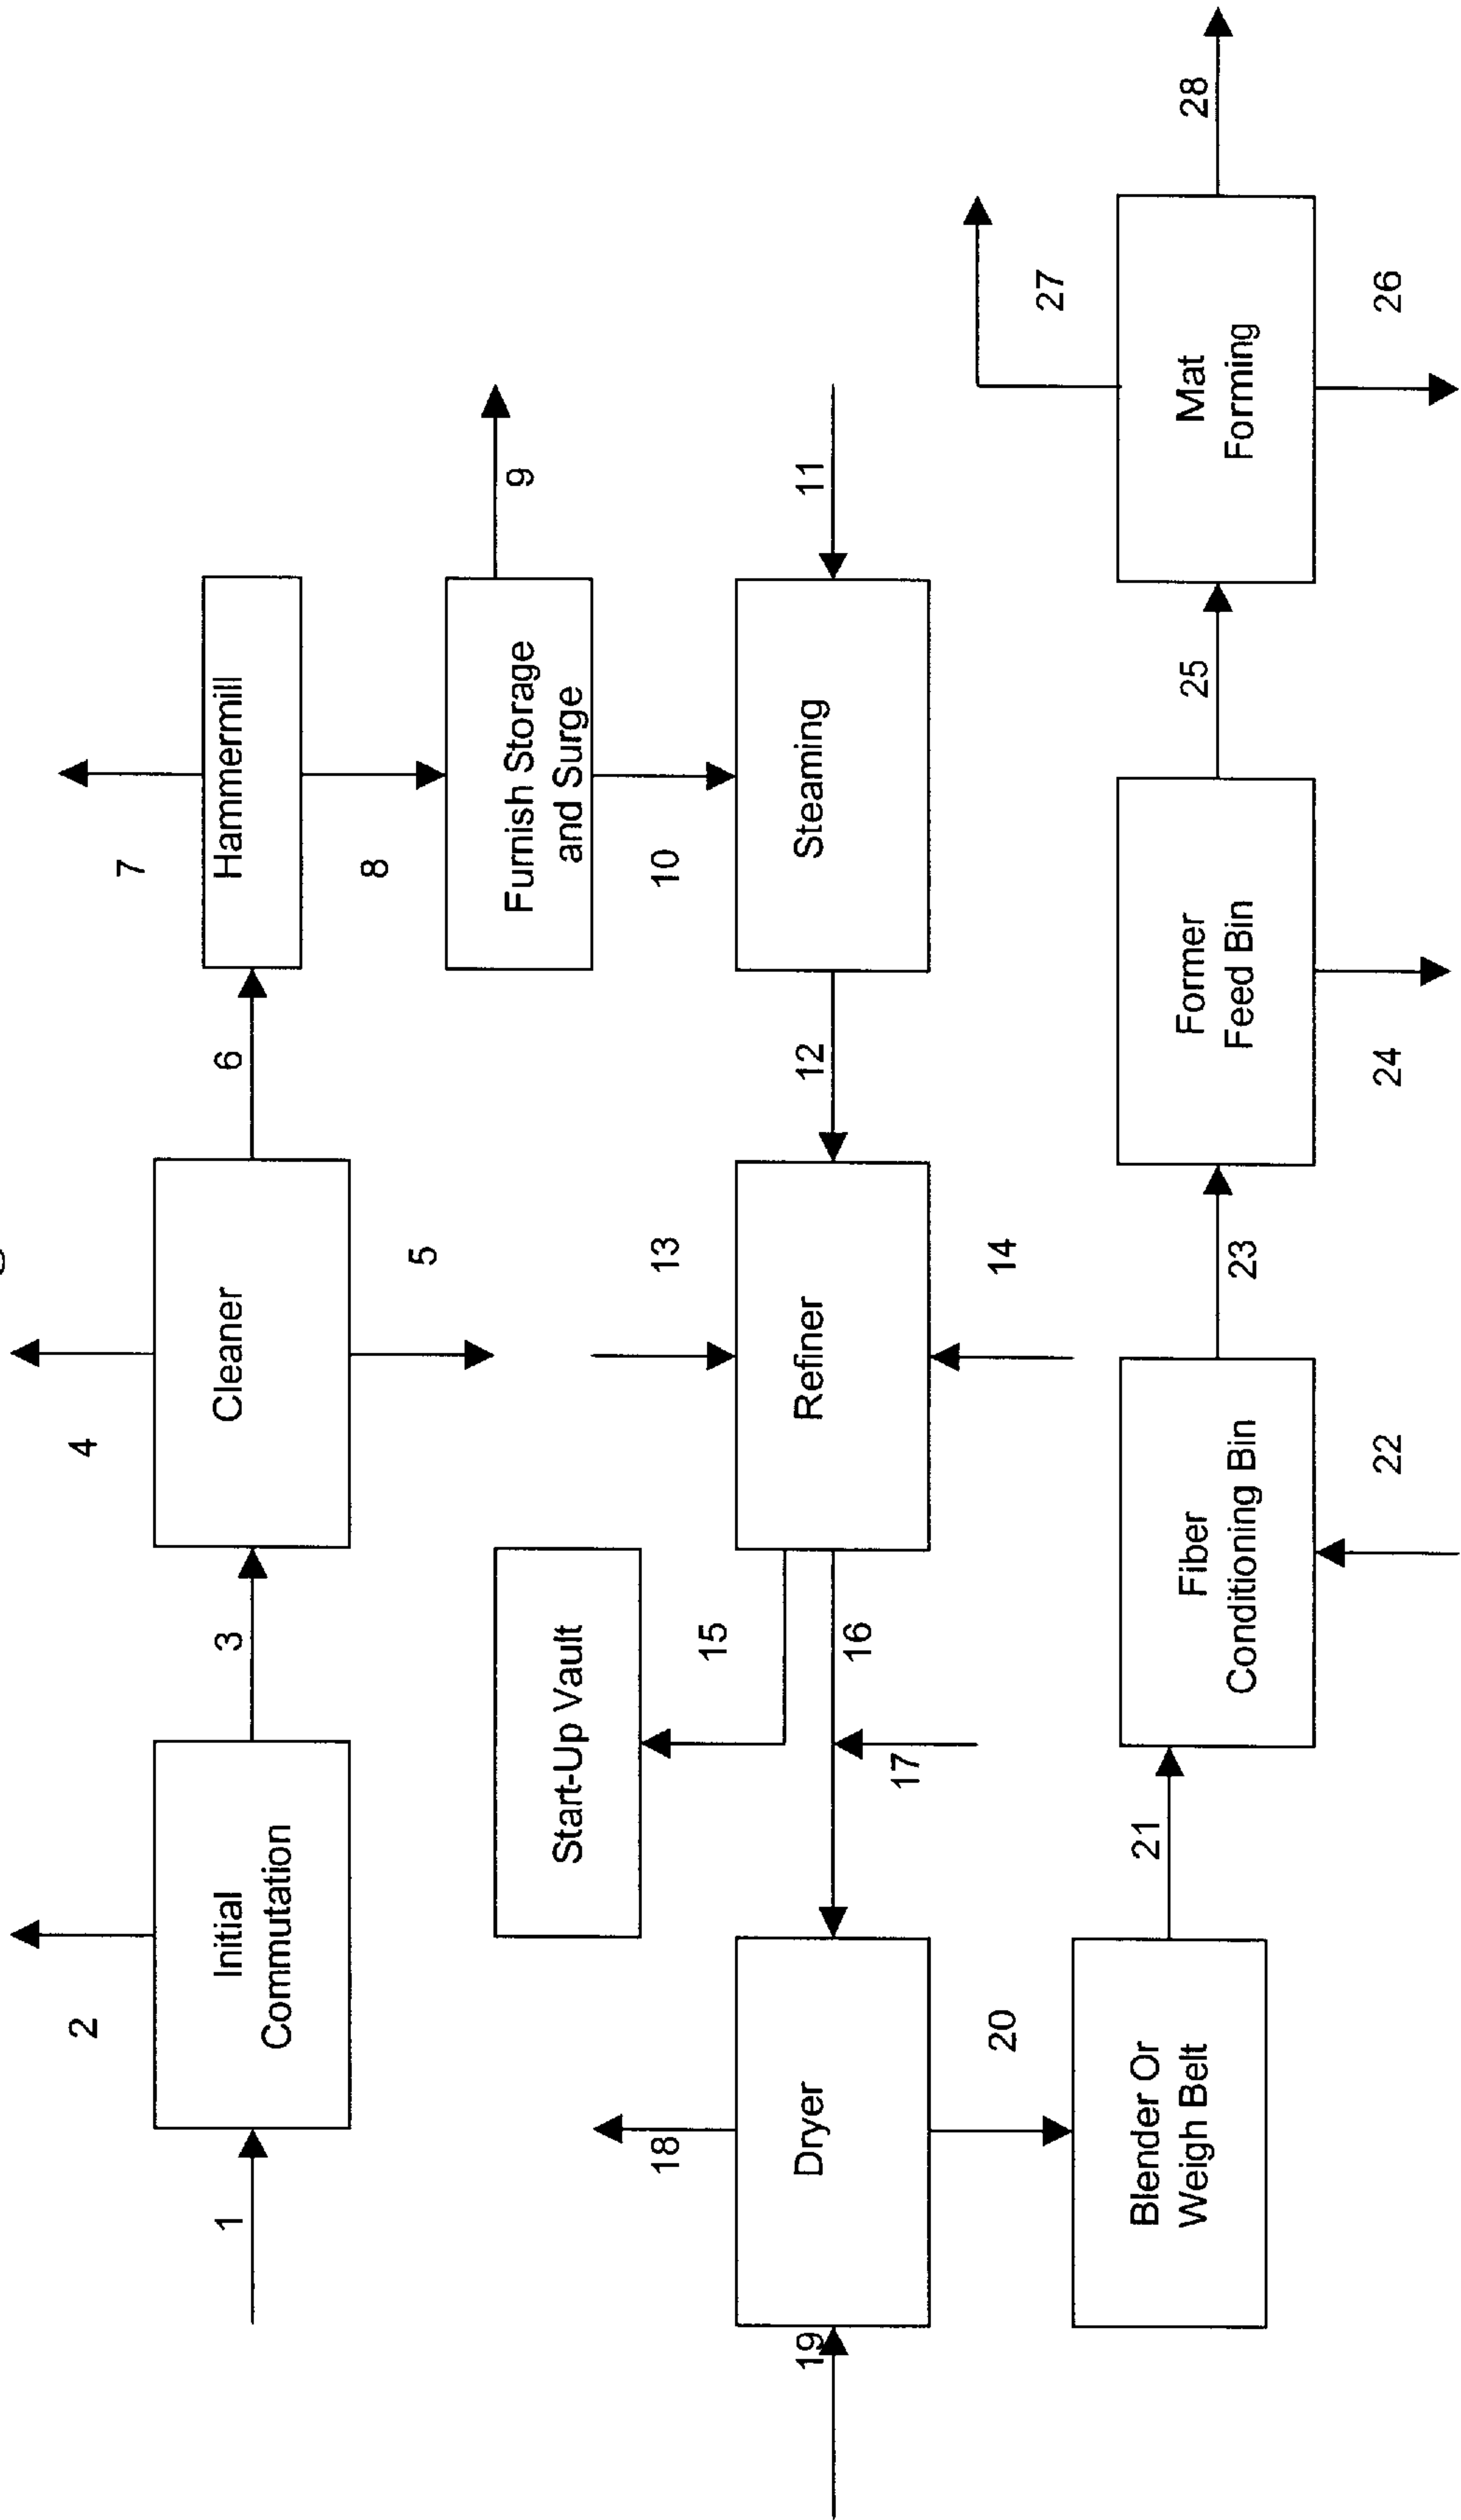 2
4
7
1
Initial
Commutation
3
Cleaner
6
Hammermill
8
5
Start-Up Vault
Furnish Storage
and Surge
9
18
13
10
15
19
Dryer
16
Refiner
12
Steaming
11
17
20
14
27
Blender Or
Weigh Belt
21
Fiber
Conditioning Bin
23
Former
Feed Bin
25
Mat
Forming
28
22
24
26